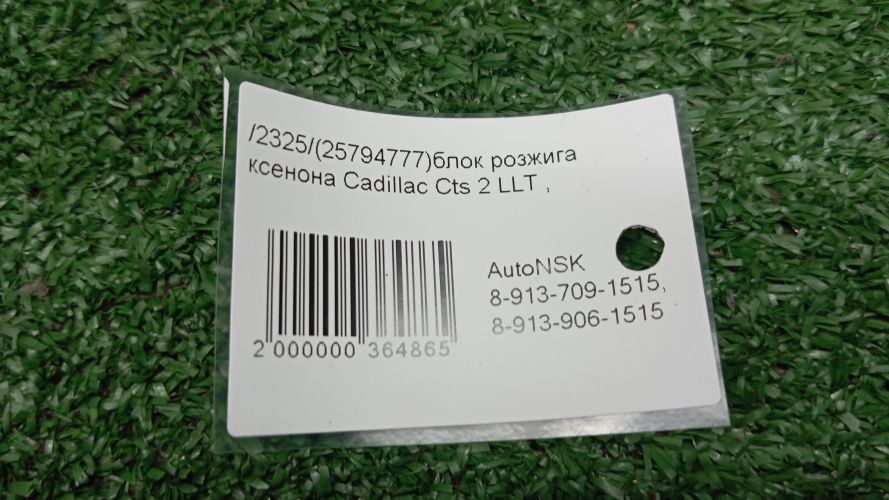 /2325/(25794777)блок розжига
ксенона Cadillac Cts 2 LLT ,
AutoNSK
8-913-709-1515,
8-913-906-1515
2 000000 364865